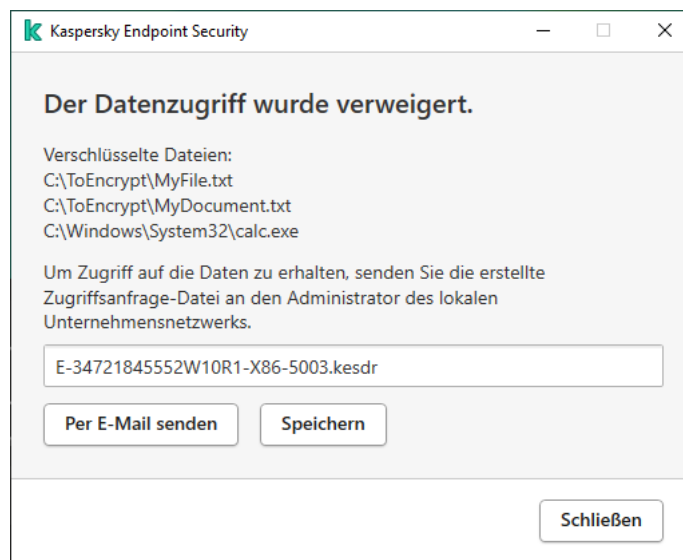 Kaspersky Endpoint Security
Der Datenzugriff wurde verweigert.
Verschlüsselte Dateien:
C:\ToEncrypt\MyFile.txt
C:\ToEncrypt\MyDocument.txt
C:\Windows\System32\calc.exe
Um Zugriff auf die Daten zu erhalten, senden Sie die erstellte
Zugriffsanfrage-Datei an den Administrator des lokalen
Unternehmensnetzwerks.
E-34721845552W10R1-X86-5003.kesdr
Per E-Mail senden Speichern
Schließen